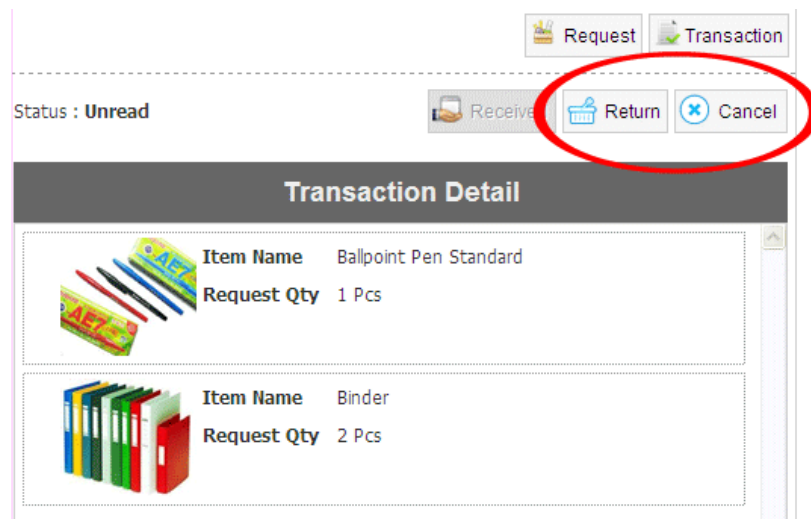 Request Transaction
Status : Unread
Receive Return Cancel
Transaction Detail
AE7
AE7
Item Name Ballpoint Pen Standard
Request Qty 1 Pcs
Item Name Binder
Request Qty 2 Pcs